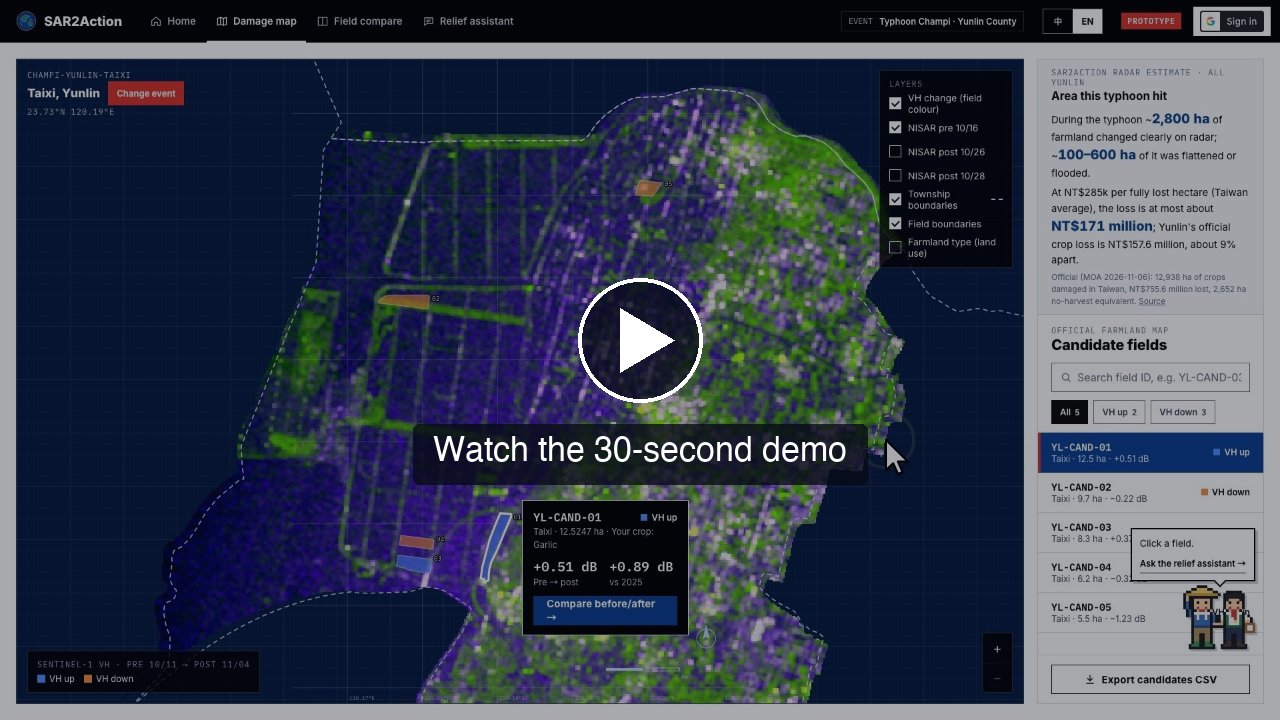 SAR2Action
Home
Damage map
Field compare
Relief assistant
EVENT Typhoon Champi · Yunlin County
中 EN
PROTOTYPE
Sign in
CHAMPI-YUNLIN-TAIXI
Taixi, Yunlin
Change event
23.73°N 120.19°E
LAYERS
VH change (field
colour)
NISAR pre 10/16
NISAR post 10/26
NISAR post 10/28
Township
boundaries
Field boundaries
Farmland type (land
use)
05
02
04
03
Watch the 30-second demo
YL-CAND-01
VH up
Taixi · 12.5247 ha · Your crop:
Garlic
+0.51 dB +0.89 dB
Pre → post vs 2025
Compare before/after
→
SENTINEL-1 VH · PRE 10/11 → POST 11/04
VH up VH down
120.17°E
+
−
SAR2ACTION RADAR ESTIMATE · ALL
YUNLIN
Area this typhoon hit
During the typhoon ~2,800 ha of
farmland changed clearly on radar;
~100–600 ha of it was flattened or
flooded.
At NT$285k per fully lost hectare (Taiwan
average), the loss is at most about
NT$171 million; Yunlin's official
crop loss is NT$157.6 million, about 9%
apart.
Official (MOA 2026-11-06): 12,938 ha of crops
damaged in Taiwan, NT$755.6 million lost, 2,652 ha
no-harvest equivalent. Source
OFFICIAL FARMLAND MAP
Candidate fields
Search field ID, e.g. YL-CAND-03
All 5
VH up 2
VH down 3
YL-CAND-01
Taixi · 12.5 ha · +0.51 dB
VH up
YL-CAND-02
Taixi · 9.7 ha · −0.22 dB
VH down
YL-CAND-03
Taixi · 8.3 ha · +0.3
YL-CAND-04
Taixi · 6.2 ha · −0.3
YL-CAND-05
Taixi · 5.5 ha · −1.23 dB
Click a field.
Ask the relief assistant →
Export candidates CSV